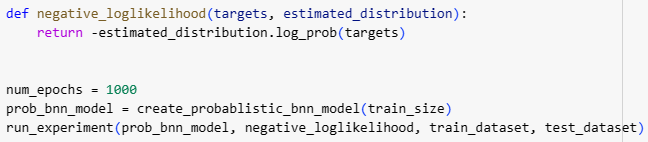 def negative_loglikelihood(targets, estimated_distribution):
    return -estimated_distribution.log_prob(targets)
num_epochs = 1000
prob_bnn_model = create_probablistic_bnn_model(train_size)
run_experiment(prob_bnn_model, negative_loglikelihood, train_dataset, test_dataset)